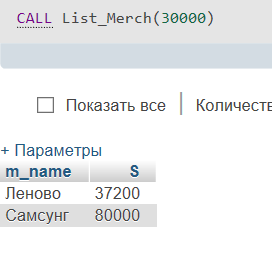 CALL List_Merch(30000)
Показать все
Количеств
+ Параметры
m_name S
Леново 37200
Самсунг 80000